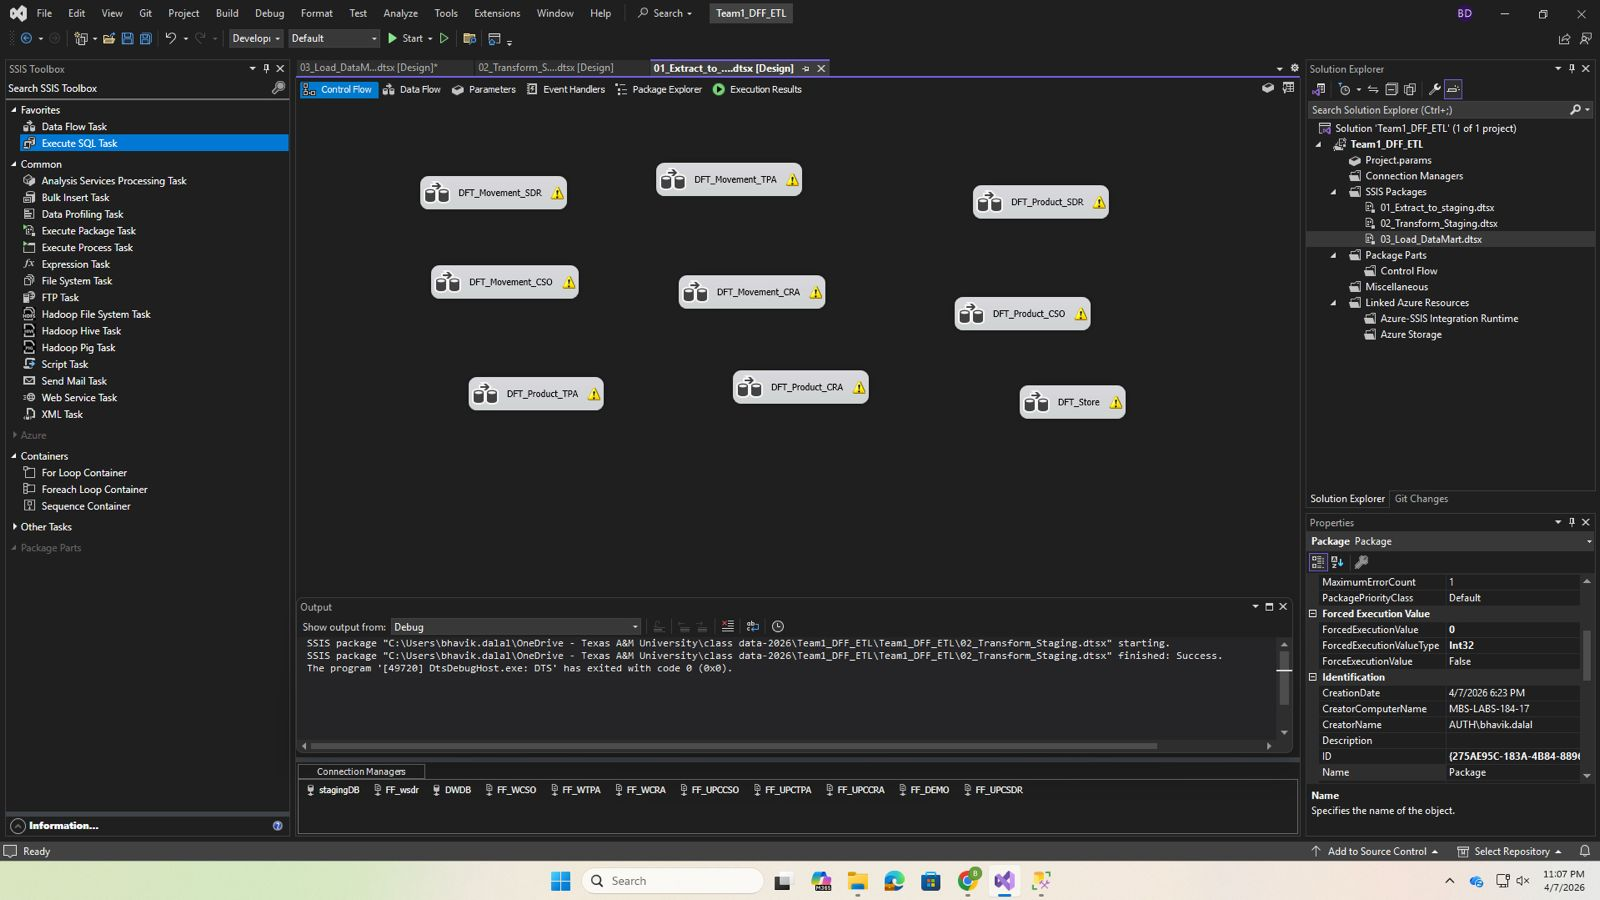 File Edit View Git Project Build Debug Format Test Analyze Tools Extensions Window Help Search Team1_DFF_ETL BD
Developi Default Start
SSIS Toolbox
Search SSIS Toolbox
Favorites
Data Flow Task
Execute SQL Task
Common
Analysis Services Processing Task
Bulk Insert Task
Data Profiling Task
Execute Package Task
Execute Process Task
Expression Task
File System Task
FTP Task
Hadoop File System Task
Hadoop Hive Task
Hadoop Pig Task
Script Task
Send Mail Task
Web Service Task
XML Task
Azure
Containers
For Loop Container
Foreach Loop Container
Sequence Container
Other Tasks
Package Parts
Information...
03_Load_DataM...dtsx [Design]* 02_Transform_S....dtsx [Design] 01_Extract_to_....dtsx [Design]
Control Flow Data Flow Parameters Event Handlers Package Explorer Execution Results
DFT_Movement_SDR
DFT_Movement_TPA
DFT_Product_SDR
DFT_Movement_CSO
DFT_Movement_CRA
DFT_Product_CSO
DFT_Product_TPA
DFT_Product_CRA
DFT_Store
Output
Show output from: Debug
SSIS package "C:\Users\bhavik.dalal\OneDrive - Texas A&M University\class data-2026\Team1_DFF_ETL\Team1_DFF_ETL\02_Transform_Staging.dtsx" starting.
SSIS package "C:\Users\bhavik.dalal\OneDrive - Texas A&M University\class data-2026\Team1_DFF_ETL\Team1_DFF_ETL\02_Transform_Staging.dtsx" finished: Success.
The program '[49720] DtsDebugHost.exe: DTS' has exited with code 0 (0x0).
Connection Managers
stagingDB FF_wsdr DWDB FF_WCSO FF_WTPA FF_WCRA FF_UPCCSO FF_UPCTPA FF_UPCCRA FF_DEMO FF_UPCSDR
Solution Explorer
Search Solution Explorer (Ctrl+;)
Solution 'Team1_DFF_ETL' (1 of 1 project)
Team1_DFF_ETL
Project.params
Connection Managers
SSIS Packages
01_Extract_to_staging.dtsx
02_Transform_Staging.dtsx
03_Load_DataMart.dtsx
Package Parts
Control Flow
Miscellaneous
Linked Azure Resources
Azure-SSIS Integration Runtime
Azure Storage
Solution Explorer Git Changes
Properties
Package Package
MaximumErrorCount 1
PackagePriorityClass Default
Forced Execution Value
ForcedExecutionValue 0
ForcedExecutionValueType Int32
ForceExecutionValue False
Identification
CreationDate 4/7/2026 6:23 PM
CreatorComputerName MBS-LABS-184-17
CreatorName AUTH\bhavik.dalal
Description
ID {275AE95C-183A-4B84-8896
Name Package
Name
Specifies the name of the object.
Ready Add to Source Control Select Repository
Search
11:07 PM
4/7/2026